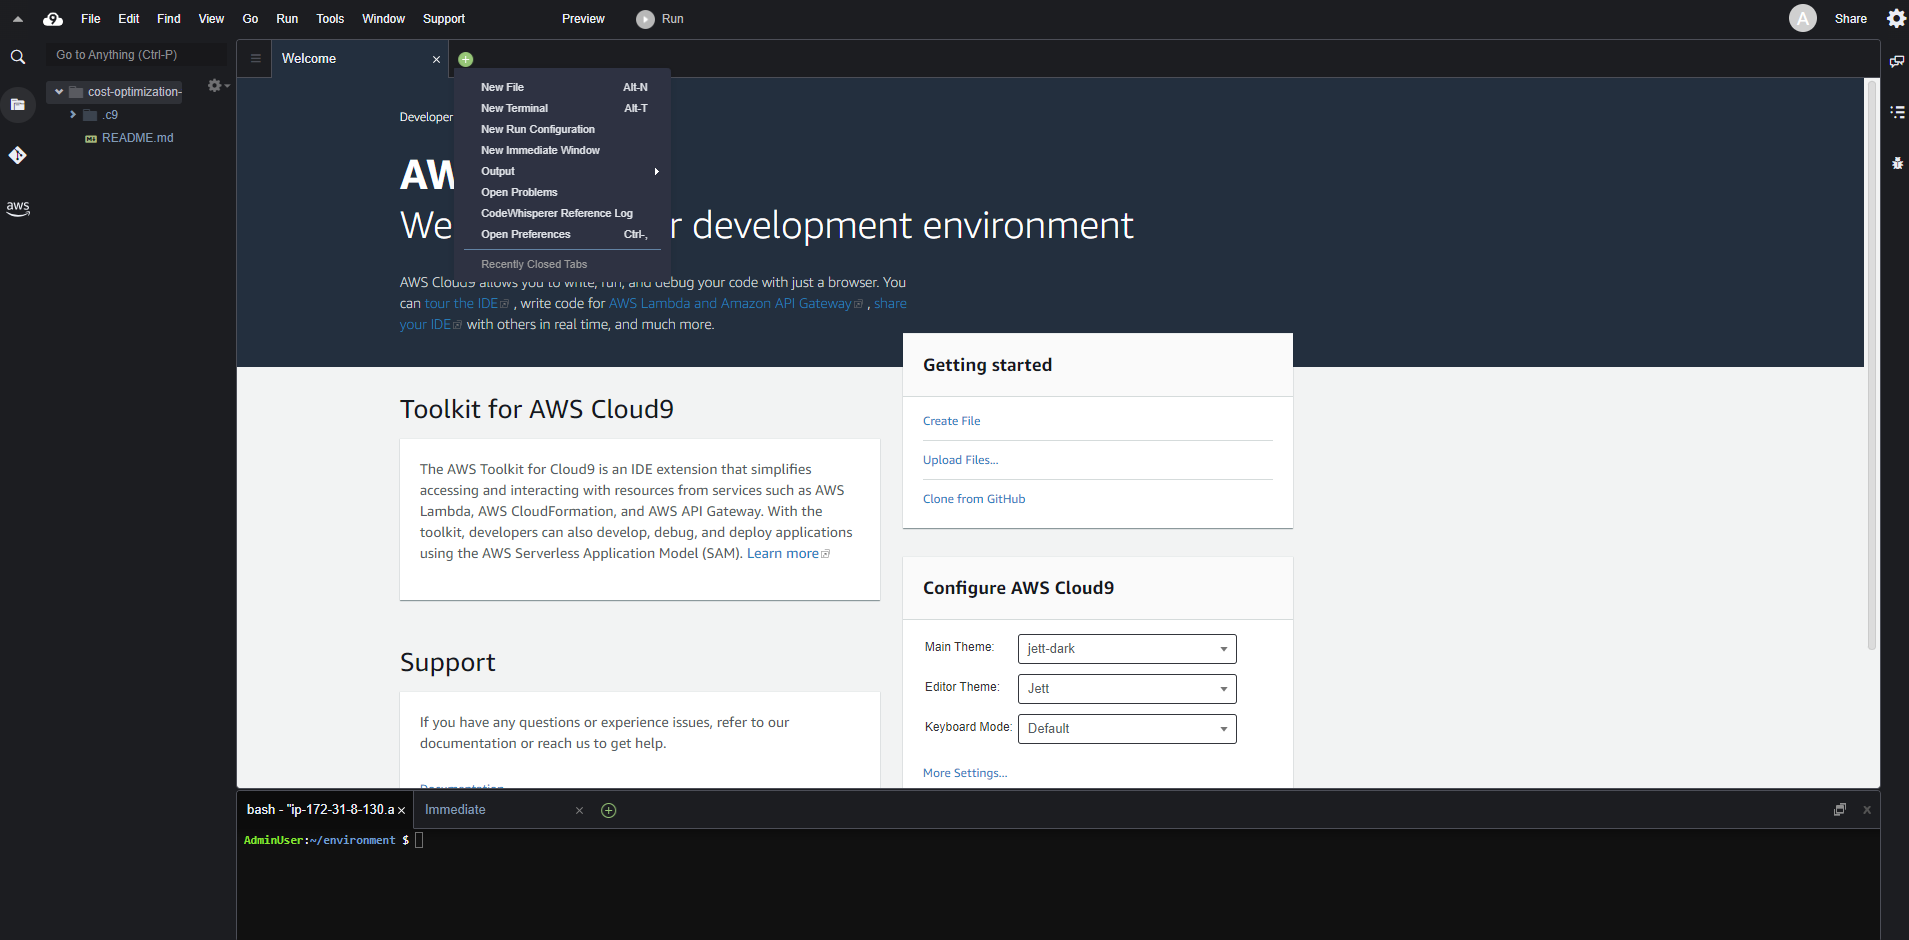 File Edit Find View Go Run Tools Window Support Preview Run A Share
Go to Anything (Ctrl-P)
cost-optimization-
.c9
README.md
aws
Welcome
New File Alt-N
New Terminal Alt-T
New Run Configuration
New Immediate Window
Output
Open Problems
CodeWhisperer Reference Log
Open Preferences Ctrl-,
Recently Closed Tabs
Developer
AW
We r development environment
AWS Cloud9 allows you to write, run, and debug your code with just a browser. You
can tour the IDE , write code for AWS Lambda and Amazon API Gateway , share
your IDE with others in real time, and much more.
Toolkit for AWS Cloud9
The AWS Toolkit for Cloud9 is an IDE extension that simplifies
accessing and interacting with resources from services such as AWS
Lambda, AWS CloudFormation, and AWS API Gateway. With the
toolkit, developers can also develop, debug, and deploy applications
using the AWS Serverless Application Model (SAM). Learn more
Support
If you have any questions or experience issues, refer to our
documentation or reach us to get help.
Documentation
Getting started
Create File
Upload Files...
Clone from GitHub
Configure AWS Cloud9
Main Theme: jett-dark
Editor Theme: Jett
Keyboard Mode: Default
More Settings...
bash - "ip-172-31-8-130.a Immediate
AdminUser:~/environment $